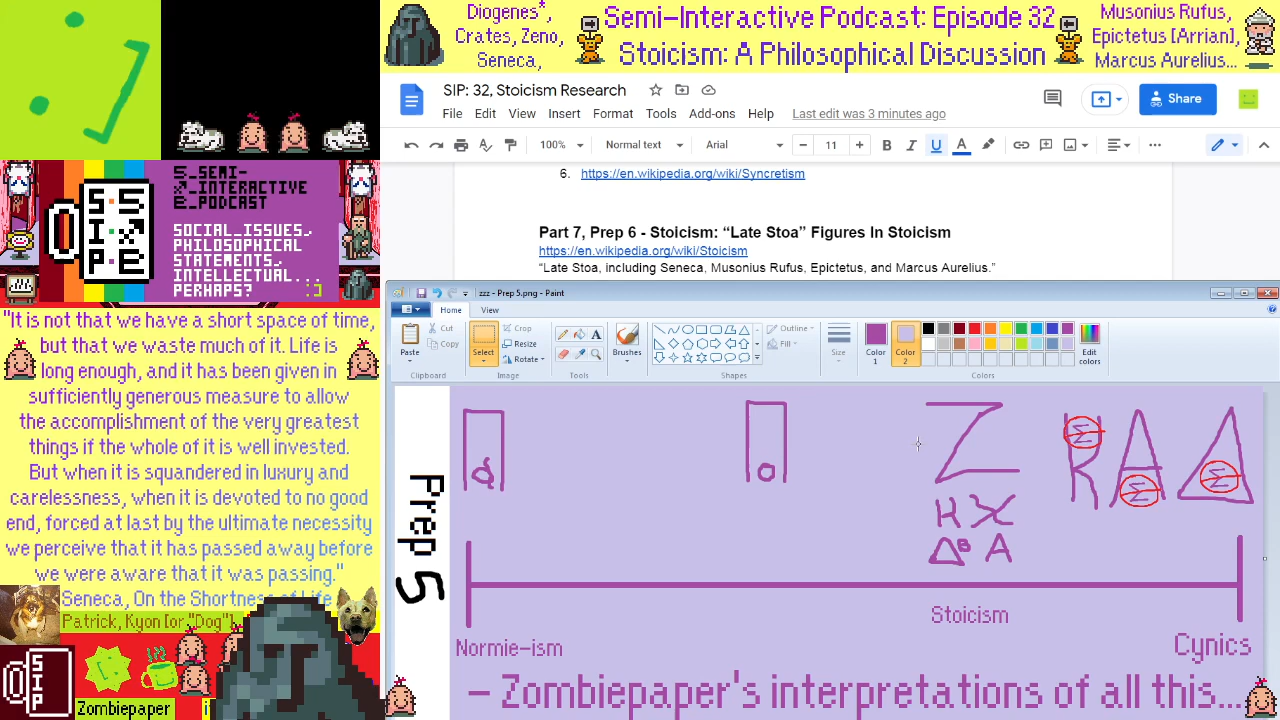 Diogenes*,
Crates, Zeno,
Seneca,
Semi-Interactive Podcast: Episode 32
Stoicism: A Philosophical Discussion
Musonius Rufus,
Epictetus [Arrian],
Marcus Aurelius...
SIP: 32, Stoicism Research
File Edit View Insert Format Tools Add-ons Help Last edit was 3 minutes ago
Share
100% Normal text Arial 11 B I U A
6. https://en.wikipedia.org/wiki/Syncretism
Part 7, Prep 6 - Stoicism: “Late Stoa” Figures In Stoicism
https://en.wikipedia.org/wiki/Stoicism
“Late Stoa, including Seneca, Musonius Rufus, Epictetus, and Marcus Aurelius.”
S I P
SEMI-
INTERACTIVE
PODCAST
SOCIAL ISSUES,
PHILOSOPHICAL
STATEMENTS,
INTELLECTUAL...
PERHAPS? :]
"It is not that we have a short space of time,
but that we waste much of it. Life is
long enough, and it has been given in
sufficiently generous measure to allow
the accomplishment of the very greatest
things if the whole of it is well invested.
But when it is squandered in luxury and
carelessness, when it is devoted to no good
end, forced at last by the ultimate necessity
we perceive that it has passed away before
we were aware that it was passing."
Seneca, On the Shortness of Life
Patrick, Kyon [or "Dog"],
SIP
Zombiepaper
zzz - Prep 5.png - Paint
Home View
Paste
Cut
Copy
Clipboard
Select
Crop
Resize
Rotate
Image
A
Tools
Brushes
Outline
Fill
Shapes
Size
Color 1
Color 2
Edit colors
Colors
Prep 5
Z
K Σ A Σ Δ Σ
Δ A
Normie-ism
Stoicism
Cynics
- Zombiepaper's interpretations of all this...